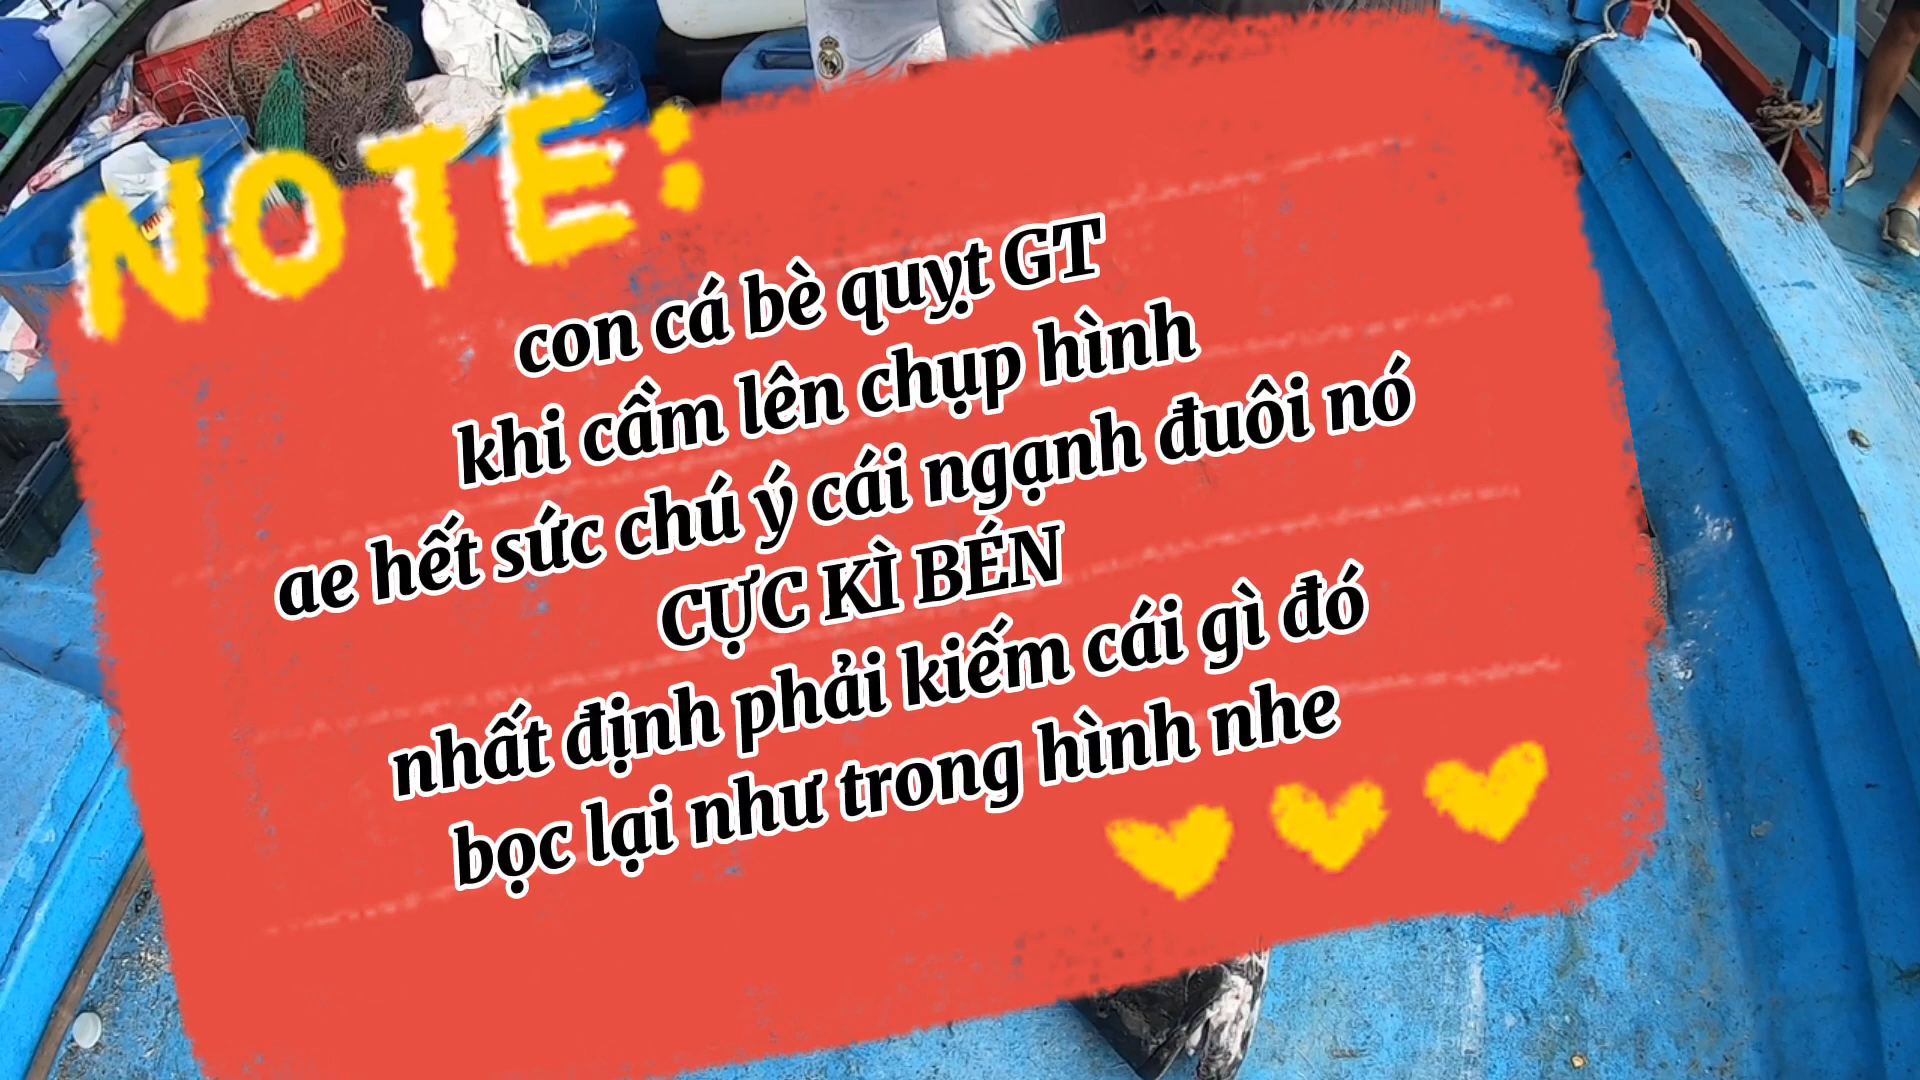 NOTE:
con cá bè quỵt GT
khi cầm lên chụp hình
ae hết sức chú ý cái ngạnh đuôi nó
CỰC KÌ BÉN
nhất định phải kiếm cái gì đó
bọc lại như trong hình nhe